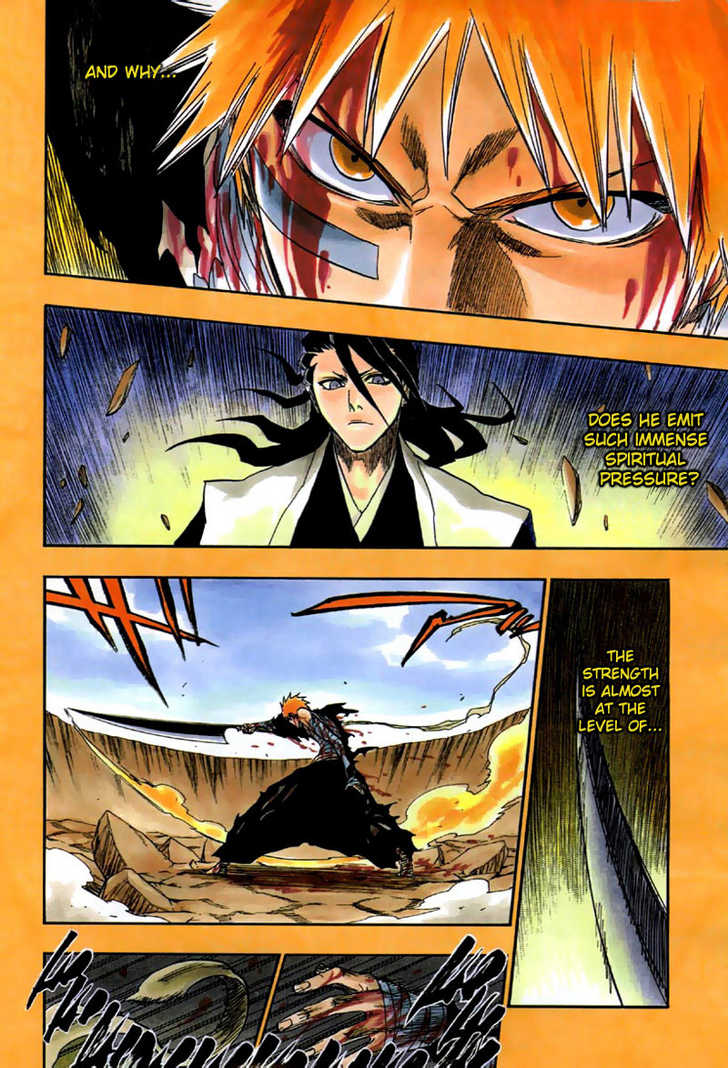 AND WHY...
DOES HE EMIT
SUCH IMMENSE
SPIRITUAL
PRESSURE?
THE
STRENGTH
IS ALMOST
AT THE
LEVEL OF...